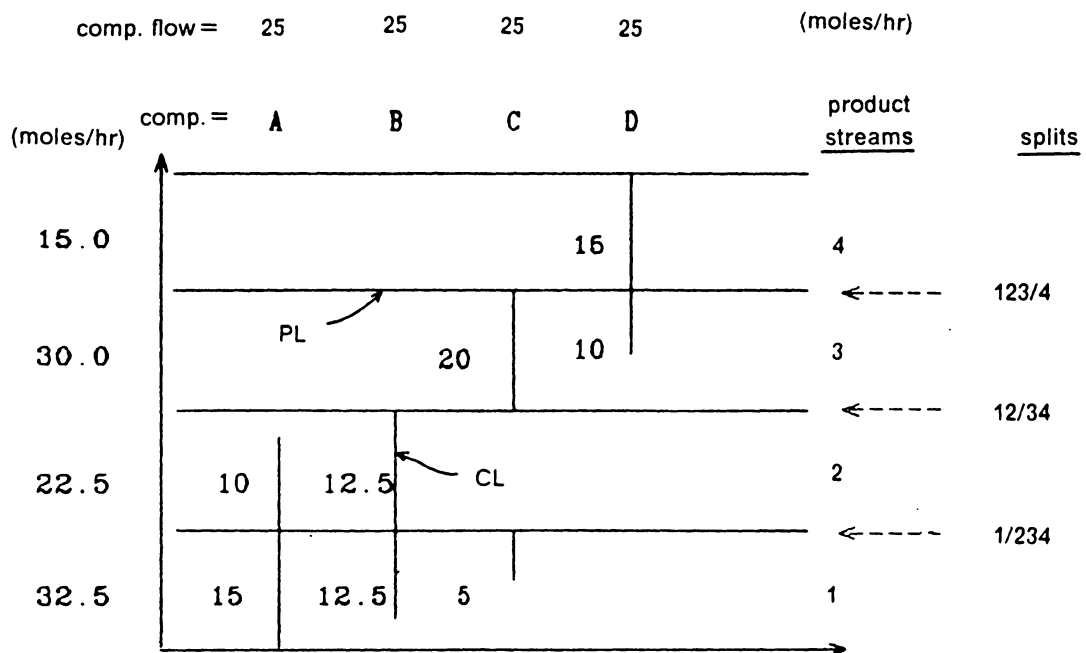 comp. flow = 25 25 25 25 (moles/hr)
(moles/hr) comp. = A B C D product streams splits
15.0 15 4
123/4
PL
30.0 20 10 3
12/34
22.5 10 12.5 CL 2
1/234
32.5 15 12.5 5 1